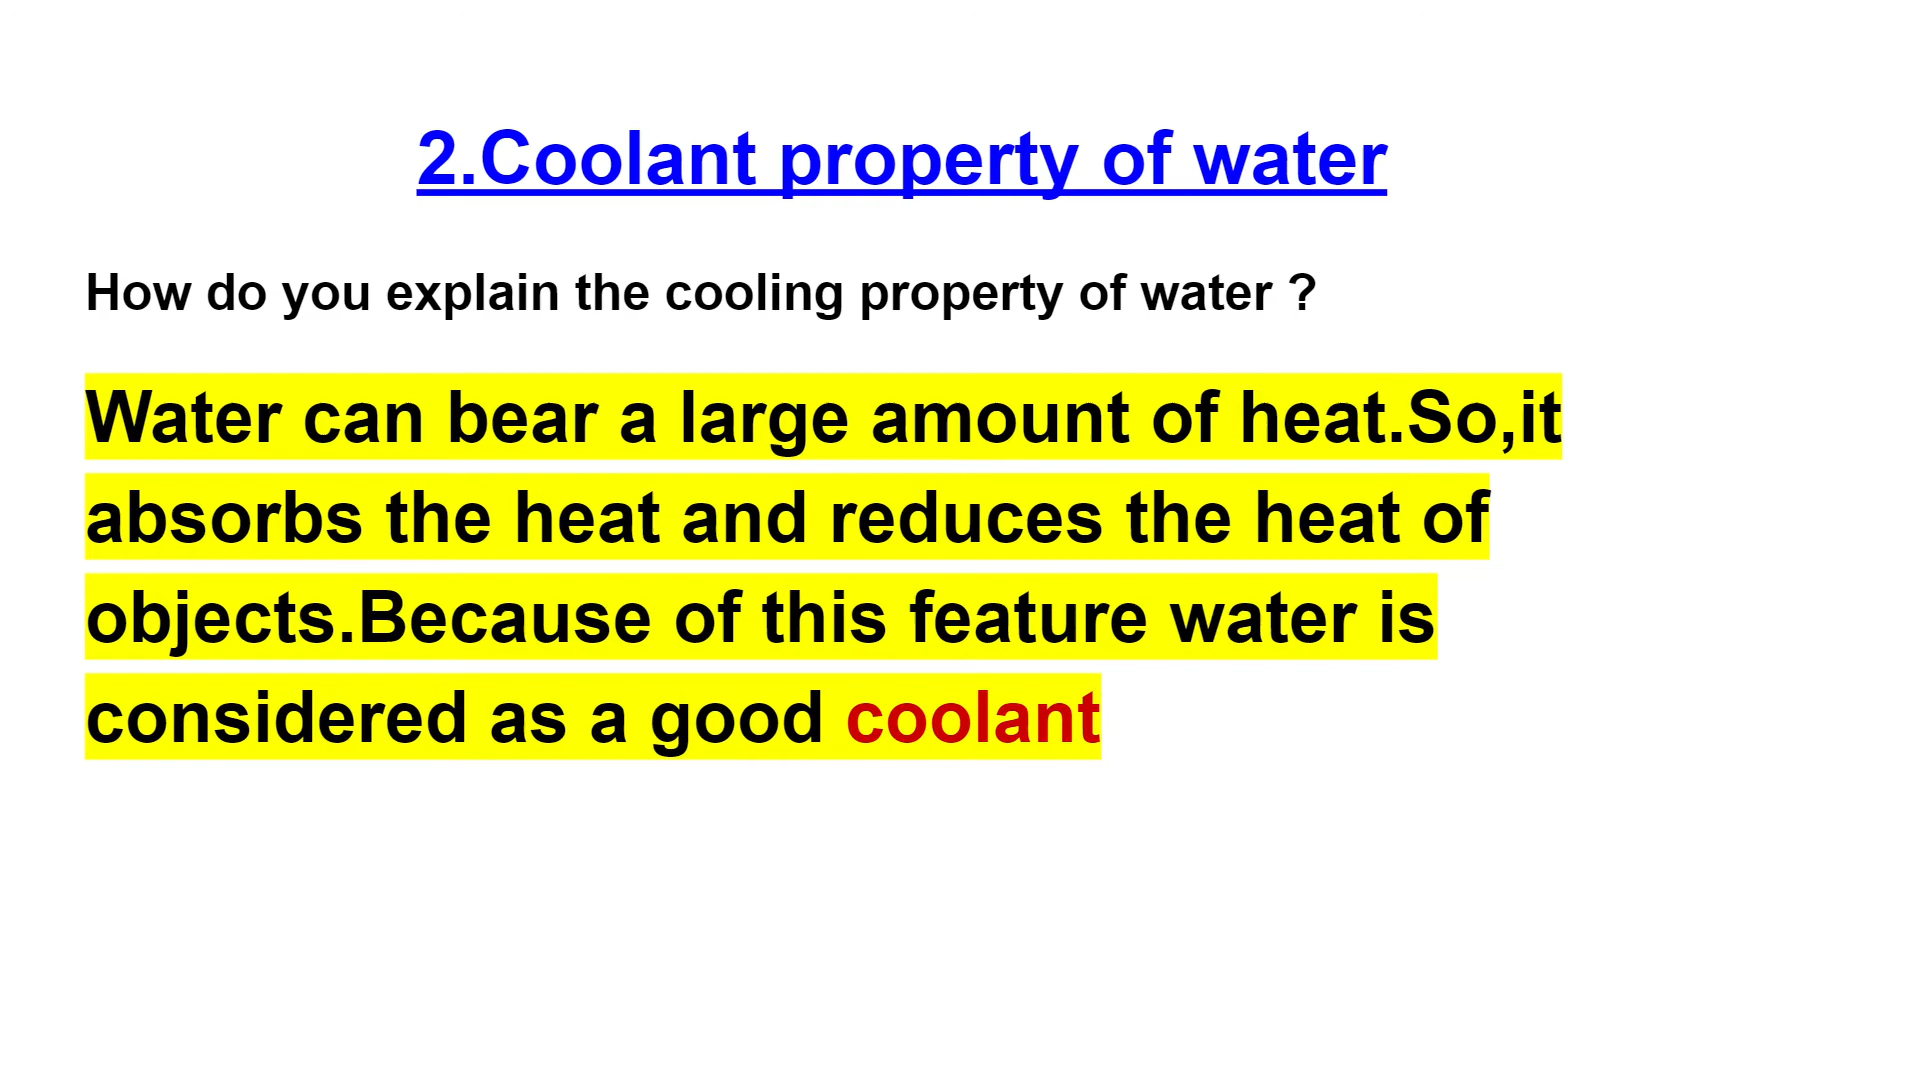 2.Coolant property of water
How do you explain the cooling property of water ?
Water can bear a large amount of heat.So,it
absorbs the heat and reduces the heat of
objects.Because of this feature water is
considered as a good coolant